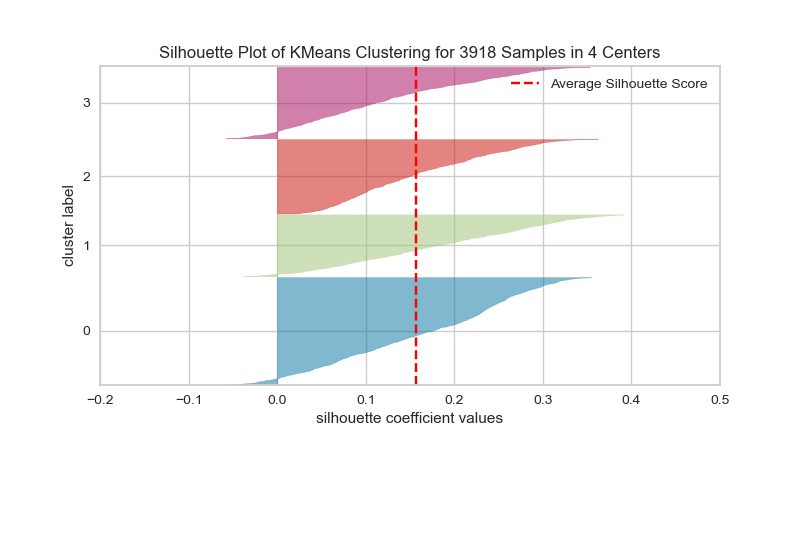 Silhouette Plot of KMeans Clustering for 3918 Samples in 4 Centers
Average Silhouette Score
3
2
1
0
cluster label
−0.2 −0.1 0.0 0.1 0.2 0.3 0.4 0.5
silhouette coefficient values